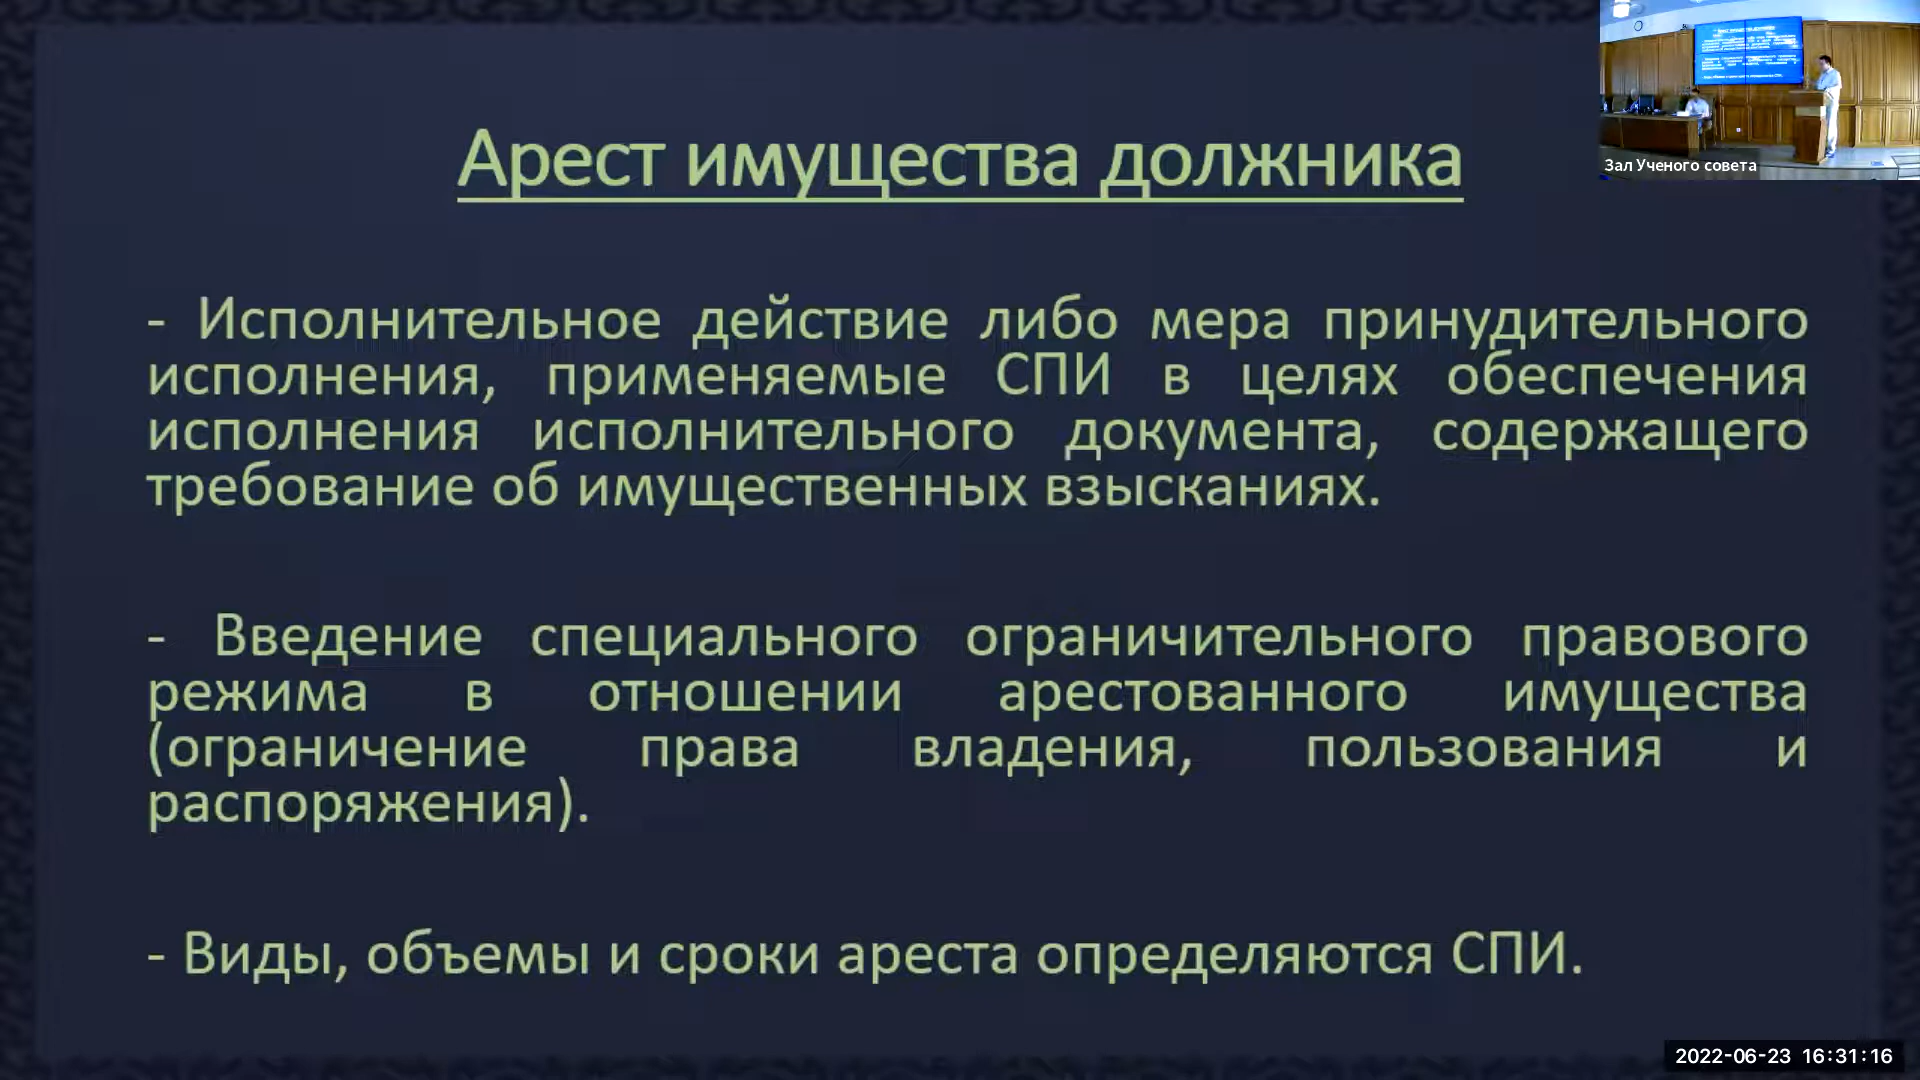 Арест имущества должника
- Исполнительное действие либо мера принудительного
исполнения, применяемые СПИ в целях обеспечения
исполнения исполнительного документа, содержащего
требование об имущественных взысканиях.
- Введение специального ограничительного правового
режима в отношении арестованного имущества
(ограничение права владения, пользования и
распоряжения).
- Виды, объемы и сроки ареста определяются СПИ.
Зал Ученого совета
2022-06-23 16:31:16